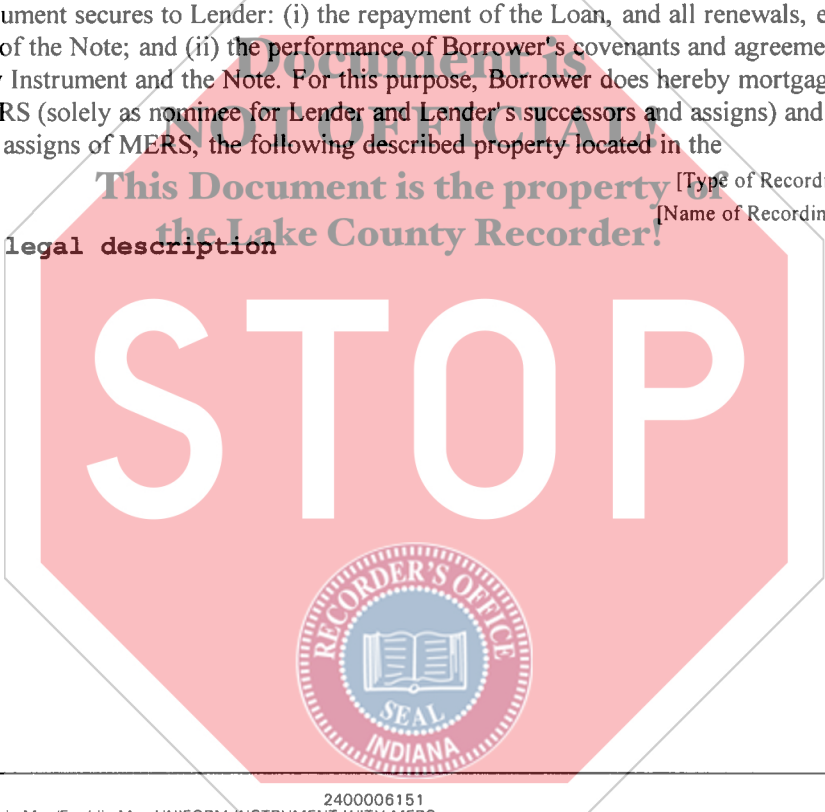 ument secures to Lender: (i) the repayment of the Loan, and all renewals, e
of the Note; and (ii) the performance of Borrower's covenants and agreeme
Document is
Instrument and the Note. For this purpose, Borrower does hereby mortgag
RS (solely as nominee for Lender and Lender's successors and assigns) and
NOT OFFICIAL!
assigns of MERS, the following described property located in the
This Document is the property of
[Type of Record
[Name of Recordin
the Lake County Recorder!
legal description
STOP
RECORDER'S OFFICE
SEAL
INDIANA
2400006151
UNIFORM INSTRUMENT WITH MERS